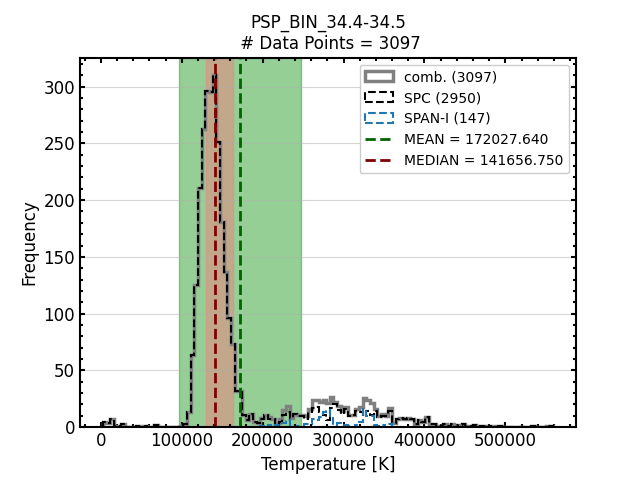 PSP_BIN_34.4-34.5
# Data Points = 3097
comb. (3097)
SPC (2950)
SPAN-I (147)
MEAN = 172027.640
MEDIAN = 141656.750
Frequency
300
250
200
150
100
50
0
0 100000 200000 300000 400000 500000
Temperature [K]